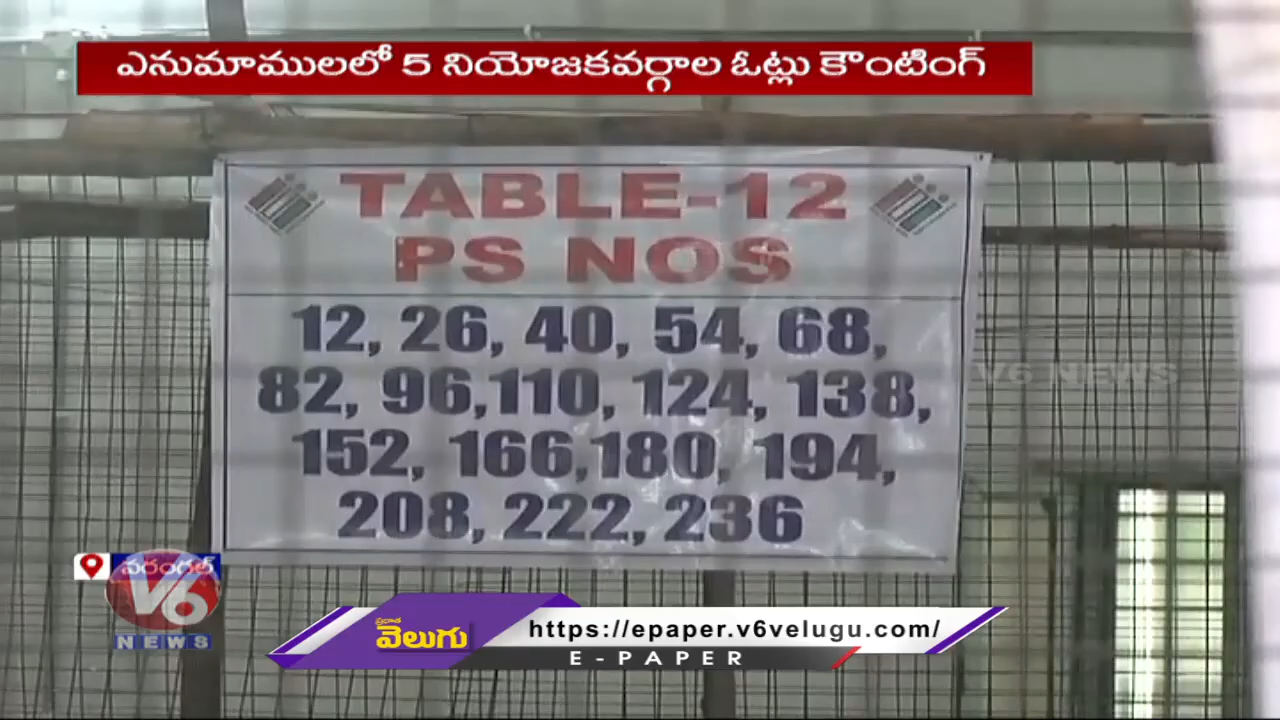 ఎనుమాములలో 5 నియోజకవర్గాల ఓట్లు కౌంటింగ్
TABLE-12
PS NOS
12, 26, 40, 54, 68,
82, 96,110, 124, 138,
152, 166,180, 194,
208, 222, 236
V6 NEWS
వరంగల్
V6
NEWS
ప్రభాత
వెలుగు
https://epaper.v6velugu.com/
E-PAPER